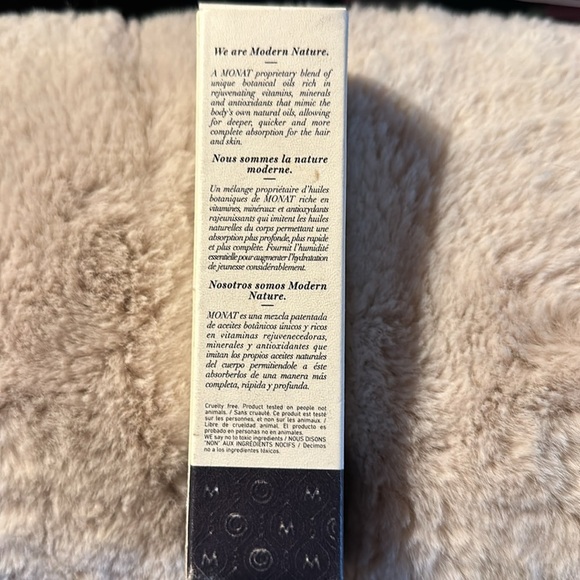 We are Modern Nature.
A MONAT proprietary blend of
unique botanical oils rich in
rejuvenating vitamins, minerals
and antioxidants that mimic the
body's own natural oils, allowing
for deeper, quicker and more
complete absorption for the hair
and skin.
Nous sommes la nature
moderne.
Un mélange propriétaire d'huiles
botaniques de MONAT riche en
vitamines, minéraux et antioxydants
rajeunissants qui imitent les huiles
naturelles du corps permettant une
absorption plus profonde, plus rapide
et plus complète. Fournit l'humidité
essentielle pour augmenter l'hydratation
de jeunesse considérablement.
Nosotros somos Modern
Nature.
MONAT es una mezcla patentada
de aceites botánicos únicos y ricos
en vitaminas rejuvenecedoras,
minerales y antioxidantes que
imitan los propios aceites naturales
del cuerpo permitiéndole a éste
absorberlos de una manera más
completa, rápida y profunda.
Cruelty free. Product tested on people not
animals. / Sans cruauté. Ce produit est testé
sur les personnes, et non sur les animaux. /
Libre de crueldad animal. El producto es
probado en personas no en animales.
WE say no to toxic ingredients / NOUS DISONS
"NON" AUX INGRÉDIENTS NOCIFS / Decimos
no a los ingredientes tóxicos.